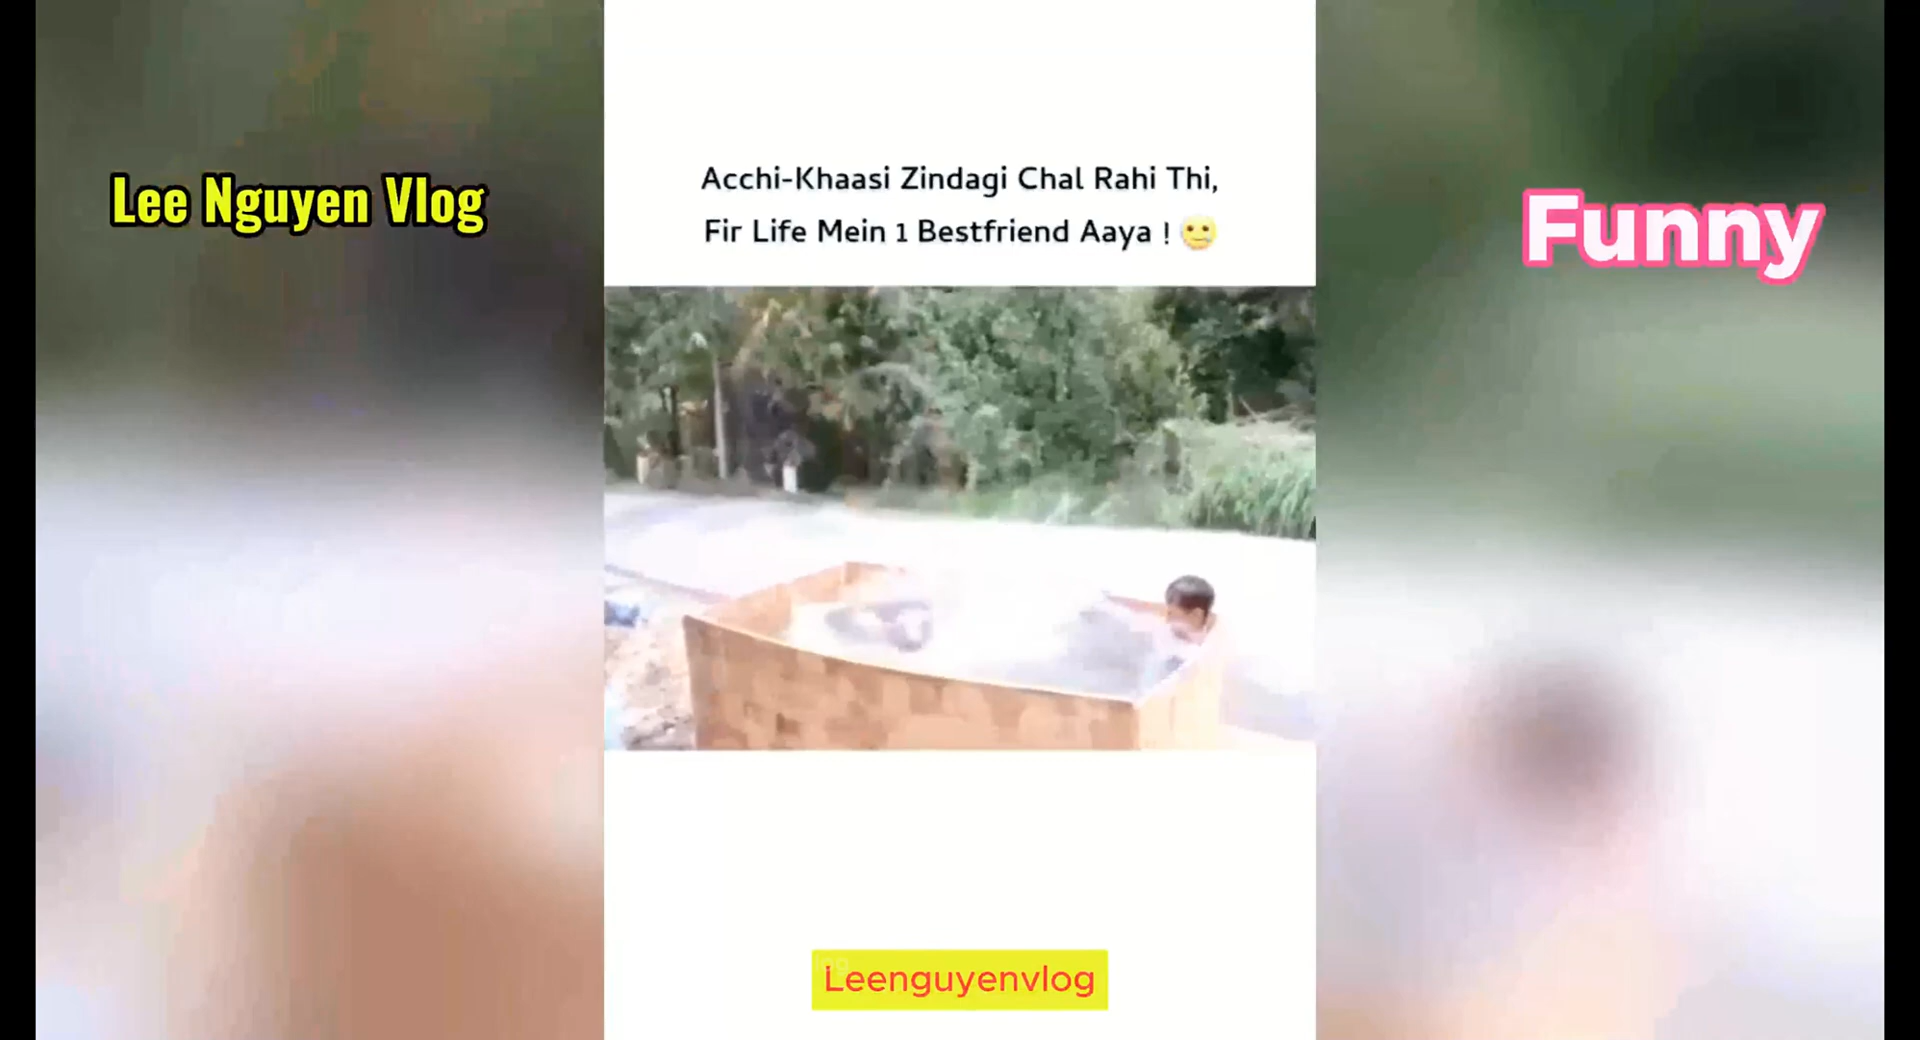 Lee Nguyen Vlog
Acchi-Khaasi Zindagi Chal Rahi Thi,
Fir Life Mein 1 Bestfriend Aaya ! 🥲
Funny
Leenguyenvlog